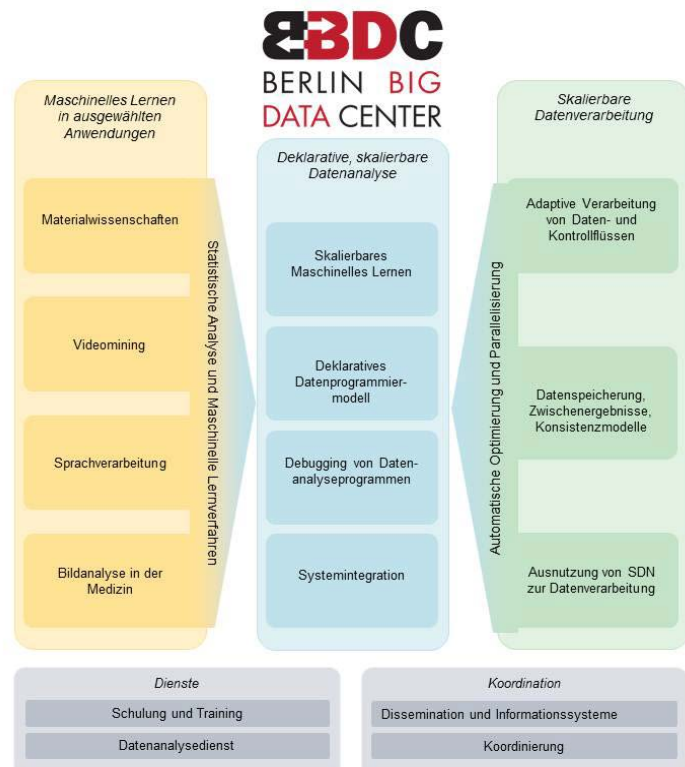 BBDC
BERLIN BIG
DATA CENTER
Maschinelles Lernen
in ausgewählten
Anwendungen
Materialwissenschaften
Videomining
Sprachverarbeitung
Bildanalyse in der
Medizin
Statistische Analyse und Maschinelle Lernverfahren
Deklarative, skalierbare
Datenanalyse
Skalierbares
Maschinelles Lernen
Deklaratives
Datenprogrammier-
modell
Debugging von Daten-
analyseprogrammen
Systemintegration
Automatische Optimierung und Parallelisierung
Skalierbare
Datenverarbeitung
Adaptive Verarbeitung
von Daten- und
Kontrollflüssen
Datenspeicherung,
Zwischenergebnisse,
Konsistenzmodelle
Ausnutzung von SDN
zur Datenverarbeitung
Dienste
Schulung und Training
Datenanalysedienst
Koordination
Dissemination und Informationssysteme
Koordinierung